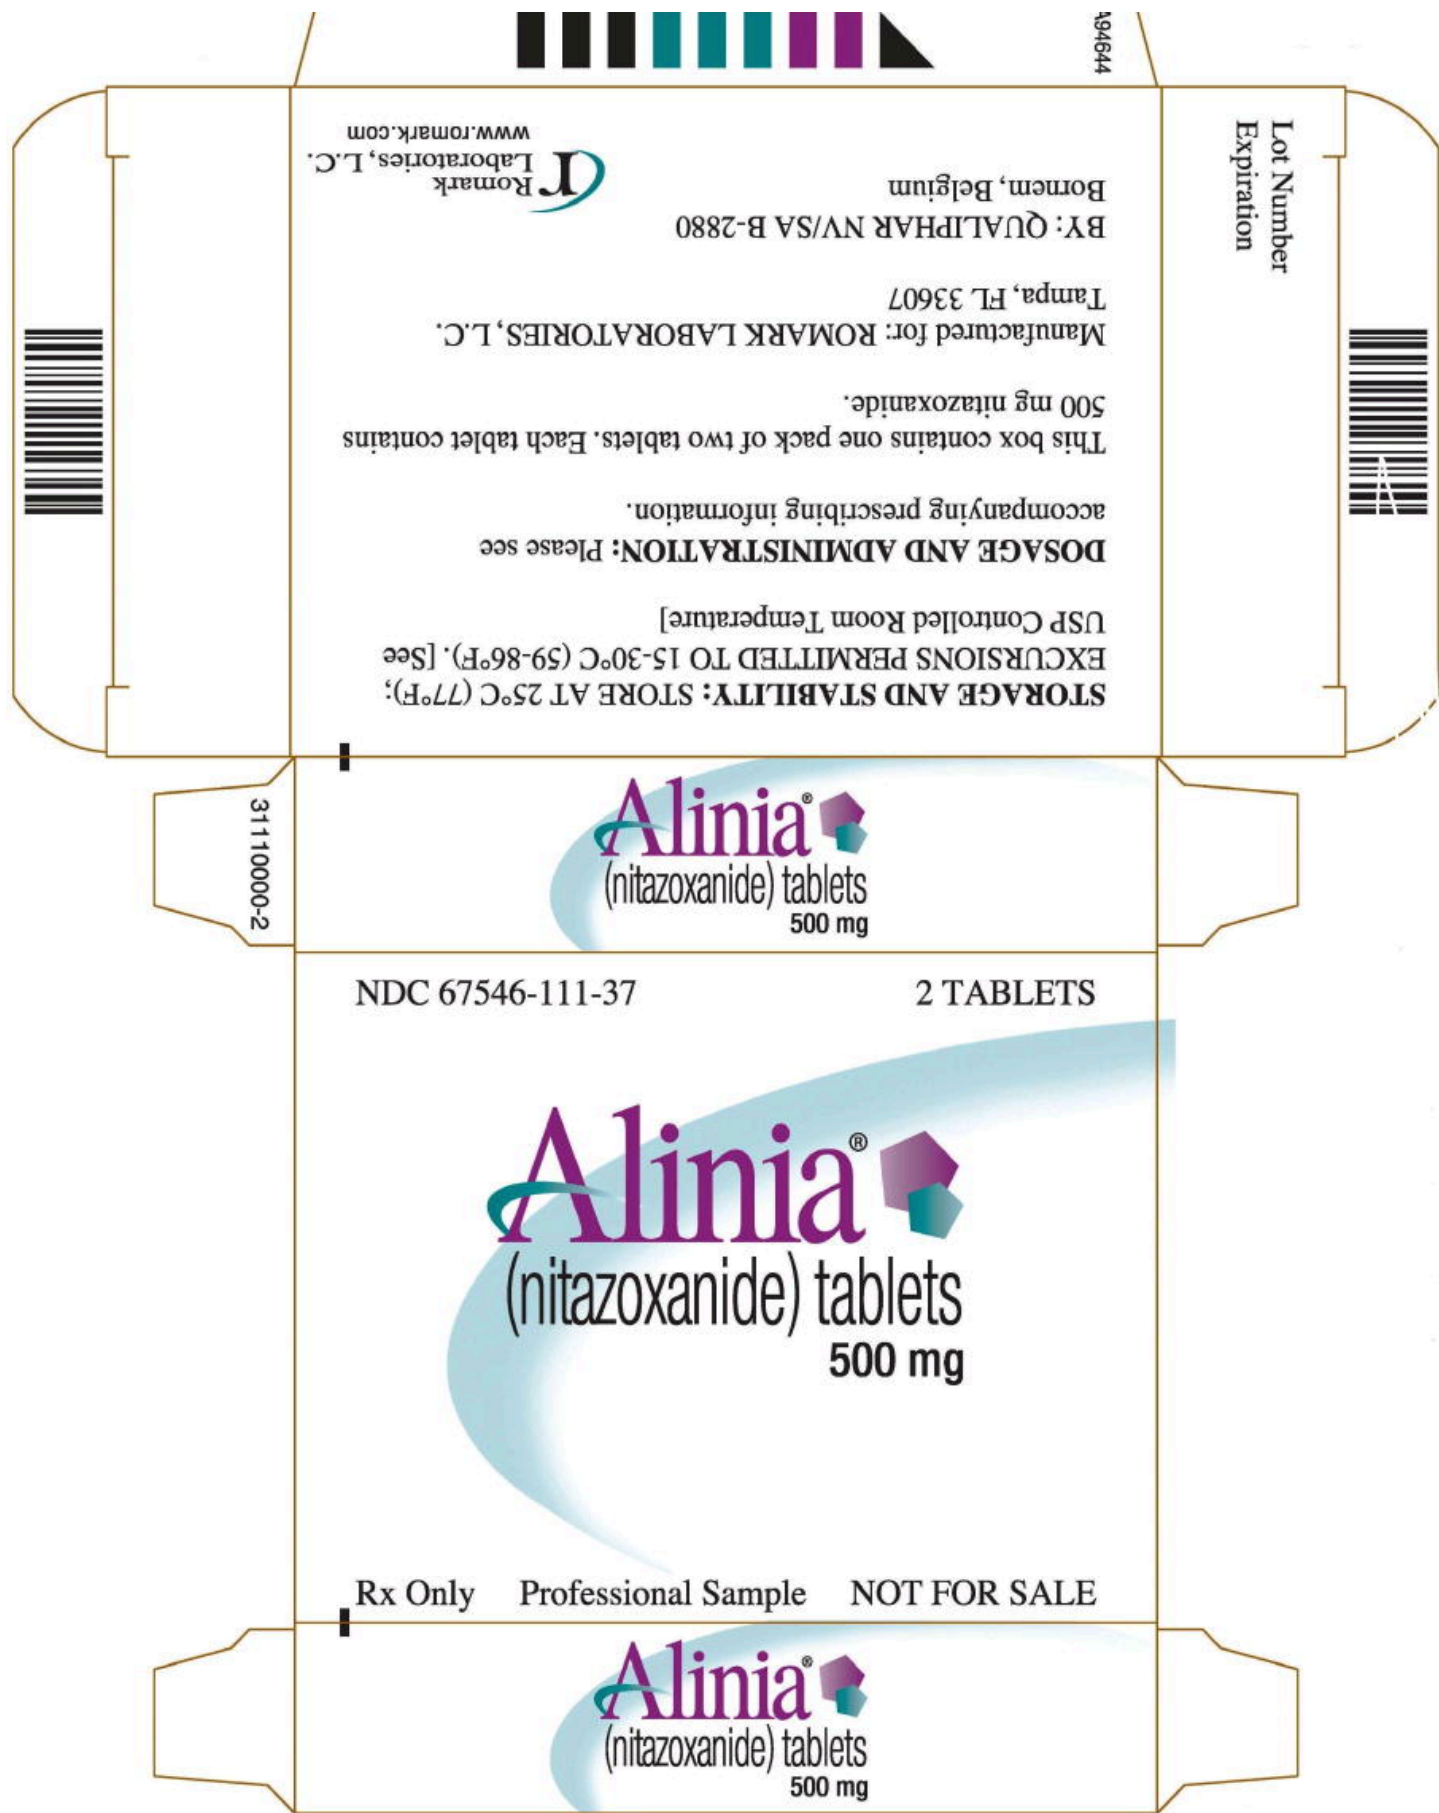 A94644
Lot Number
Expiration
STORAGE AND STABILITY: STORE AT 25°C (77°F);
EXCURSIONS PERMITTED TO 15-30°C (59-86°F). [See
USP Controlled Room Temperature]
DOSAGE AND ADMINISTRATION: Please see
accompanying prescribing information.
This box contains one pack of two tablets. Each tablet contains
500 mg nitazoxanide.
Manufactured for: ROMARK LABORATORIES, L.C.
Tampa, FL 33607
BY: QUALIPHAR NV/SA B-2880
Bornem, Belgium
r
Romark
Laboratories, L.C.
www.romark.com
31110000-2
Alinia®
(nitazoxanide) tablets
500 mg
NDC 67546-111-37 2 TABLETS
Alinia®
(nitazoxanide) tablets
500 mg
Rx Only Professional Sample NOT FOR SALE
Alinia®
(nitazoxanide) tablets
500 mg